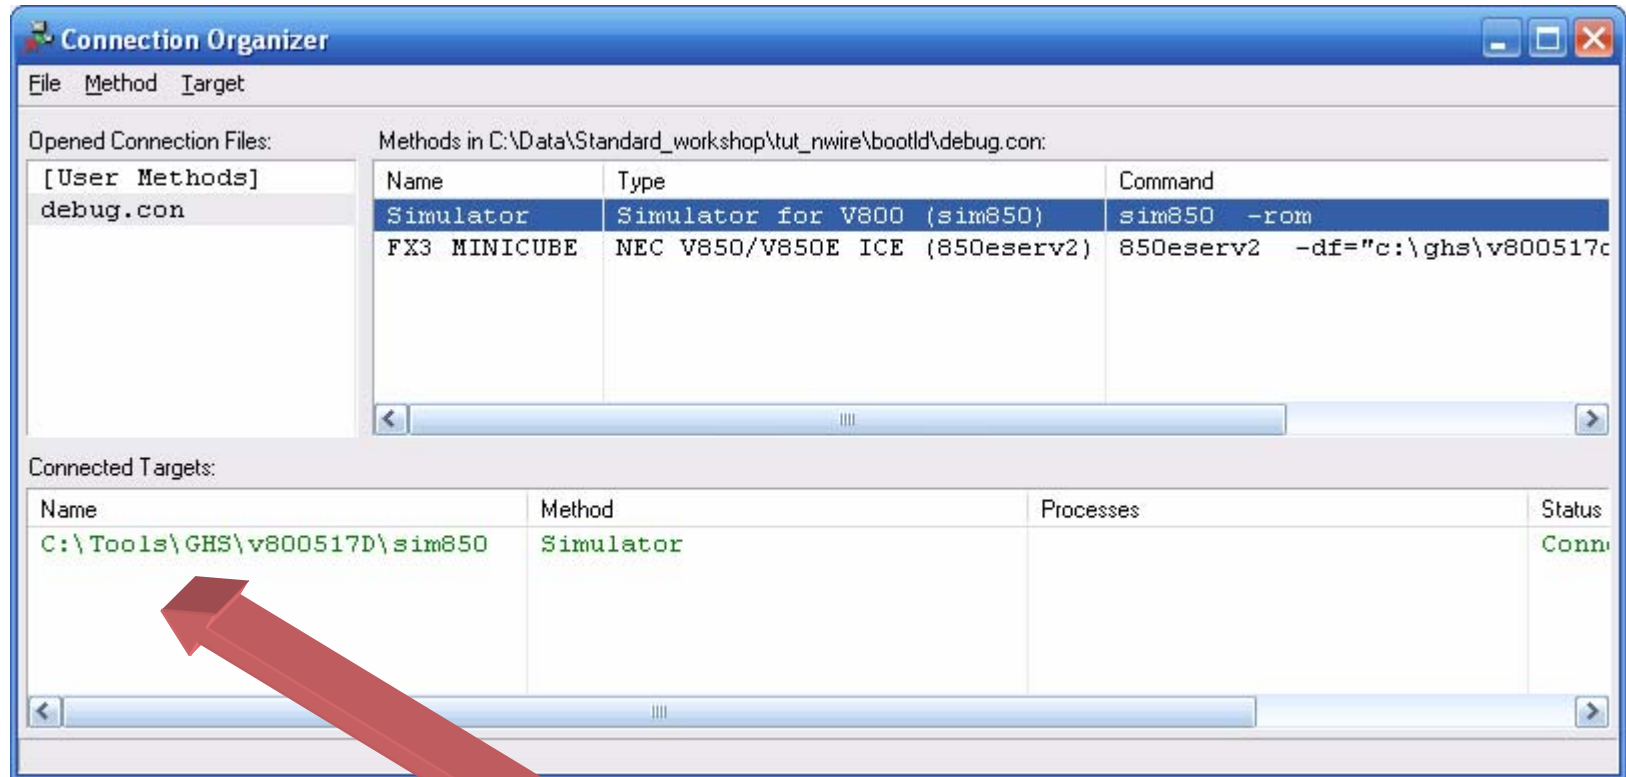 Connection Organizer
File Method Target
Opened Connection Files:
[User Methods]
debug.con
Methods in C:\Data\Standard_workshop\tut_nwire\bootld\debug.con:
Name Type Command
Simulator Simulator for V800 (sim850) sim850 -rom
FX3 MINICUBE NEC V850/V850E ICE (850eserv2) 850eserv2 -df="c:\ghs\v800517c
Connected Targets:
Name Method Processes Status
C:\Tools\GHS\v800517D\sim850 Simulator Conn